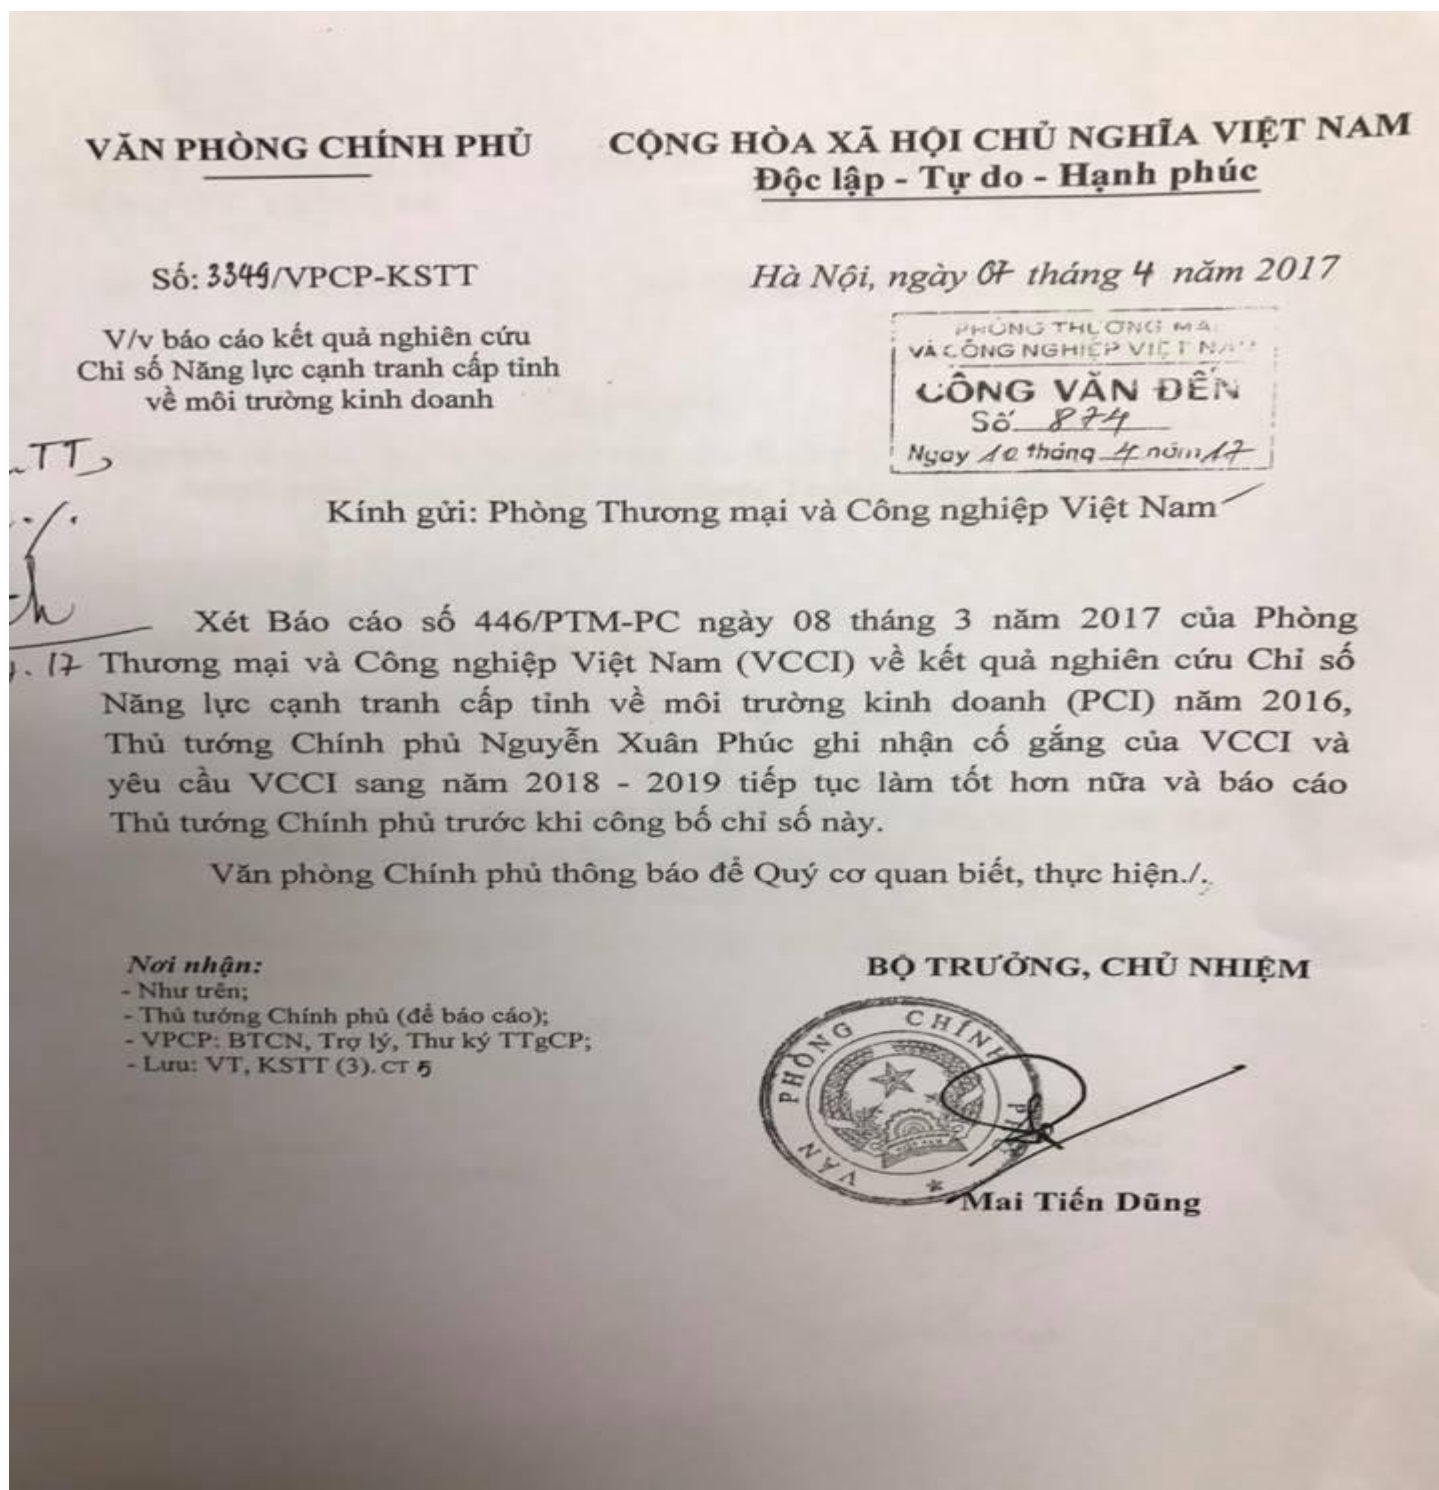 VĂN PHÒNG CHÍNH PHỦ
CỘNG HÒA XÃ HỘI CHỦ NGHĨA VIỆT NAM
Độc lập - Tự do - Hạnh phúc
Số: 3349/VPCP-KSTT
Hà Nội, ngày 07 tháng 4 năm 2017
V/v báo cáo kết quả nghiên cứu
Chỉ số Năng lực cạnh tranh cấp tỉnh
về môi trường kinh doanh
PHÒNG THƯƠNG MẠI
VÀ CÔNG NGHIỆP VIỆT NAM
CÔNG VĂN ĐẾN
Số 874
Ngày 10 tháng 4 năm 17
TT,
Kính gửi: Phòng Thương mại và Công nghiệp Việt Nam
Xét Báo cáo số 446/PTM-PC ngày 08 tháng 3 năm 2017 của Phòng
. 17 Thương mại và Công nghiệp Việt Nam (VCCI) về kết quả nghiên cứu Chỉ số
Năng lực cạnh tranh cấp tỉnh về môi trường kinh doanh (PCI) năm 2016,
Thủ tướng Chính phủ Nguyễn Xuân Phúc ghi nhận cố gắng của VCCI và
yêu cầu VCCI sang năm 2018 - 2019 tiếp tục làm tốt hơn nữa và báo cáo
Thủ tướng Chính phủ trước khi công bố chỉ số này.
Văn phòng Chính phủ thông báo để Quý cơ quan biết, thực hiện./.
Nơi nhận:
- Như trên;
- Thủ tướng Chính phủ (để báo cáo);
- VPCP: BTCN, Trợ lý, Thư ký TTgCP;
- Lưu: VT, KSTT (3). CT 5
BỘ TRƯỞNG, CHỦ NHIỆM
VĂN PHÒNG CHÍNH PHỦ
Mai Tiến Dũng